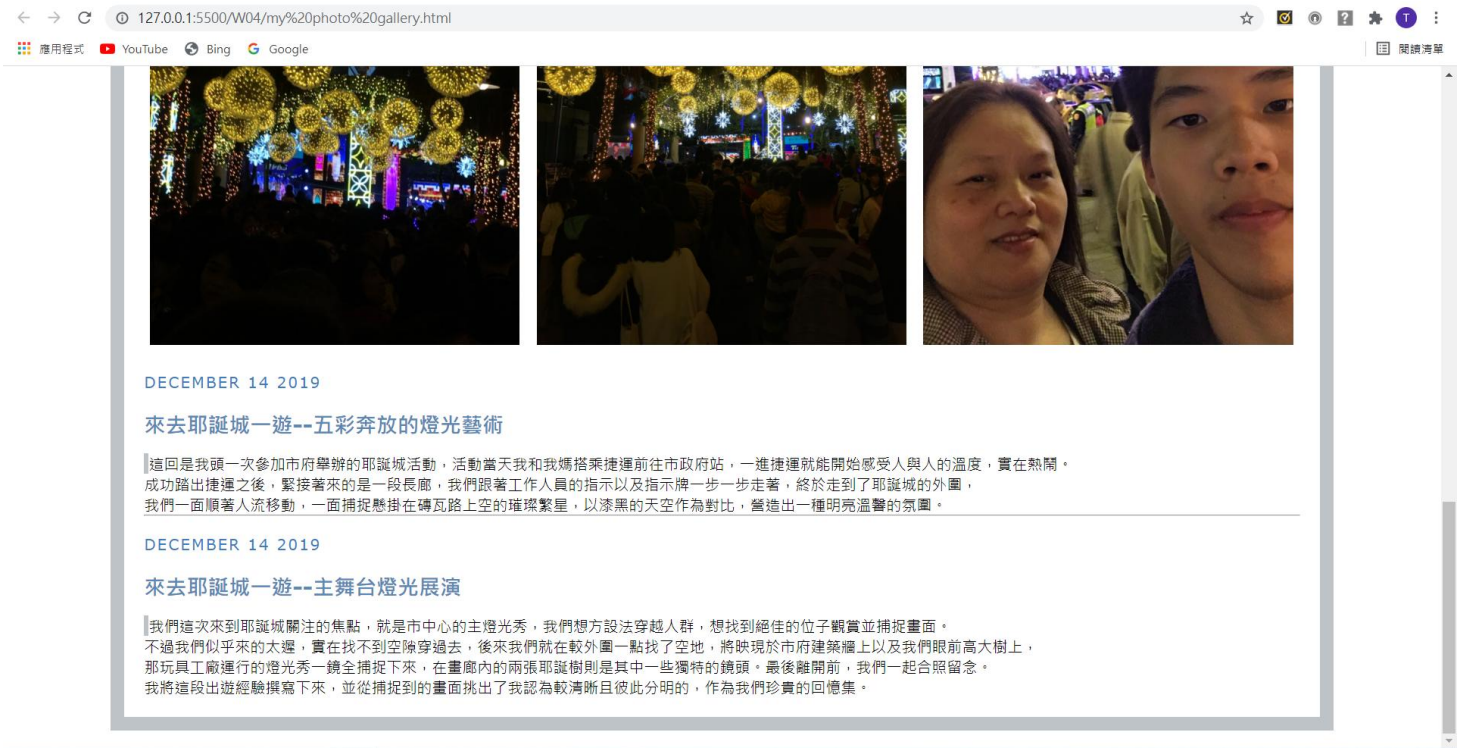 127.0.0.1:5500/W04/my%20photo%20gallery.html
應用程式 YouTube Bing Google 閱讀清單
T
DECEMBER 14 2019
來去耶誕城一遊--五彩奔放的燈光藝術
這回是我頭一次參加市府舉辦的耶誕城活動，活動當天我和我媽搭乘捷運前往市政府站，一進捷運就能開始感受人與人的溫度，實在熱鬧。
成功踏出捷運之後，緊接著來的是一段長廊，我們跟著工作人員的指示以及指示牌一步一步走著，終於走到了耶誕城的外圍，
我們一面順著人流移動，一面捕捉懸掛在磚瓦路上空的璀璨繁星，以漆黑的天空作為對比，營造出一種明亮溫馨的氛圍。
DECEMBER 14 2019
來去耶誕城一遊--主舞台燈光展演
我們這次來到耶誕城關注的焦點，就是市中心的主燈光秀，我們想方設法穿越人群，想找到絕佳的位子觀賞並捕捉畫面。
不過我們似乎來的太遲，實在找不到空隙穿過去，後來我們就在較外圍一點找了空地，將映現於市府建築牆上以及我們眼前高大樹上，
那玩具工廠運行的燈光秀一鏡全捕捉下來，在畫廊內的兩張耶誕樹則是其中一些獨特的鏡頭。最後離開前，我們一起合照留念。
我將這段出遊經驗撰寫下來，並從捕捉到的畫面挑出了我認為較清晰且彼此分明的，作為我們珍貴的回憶集。